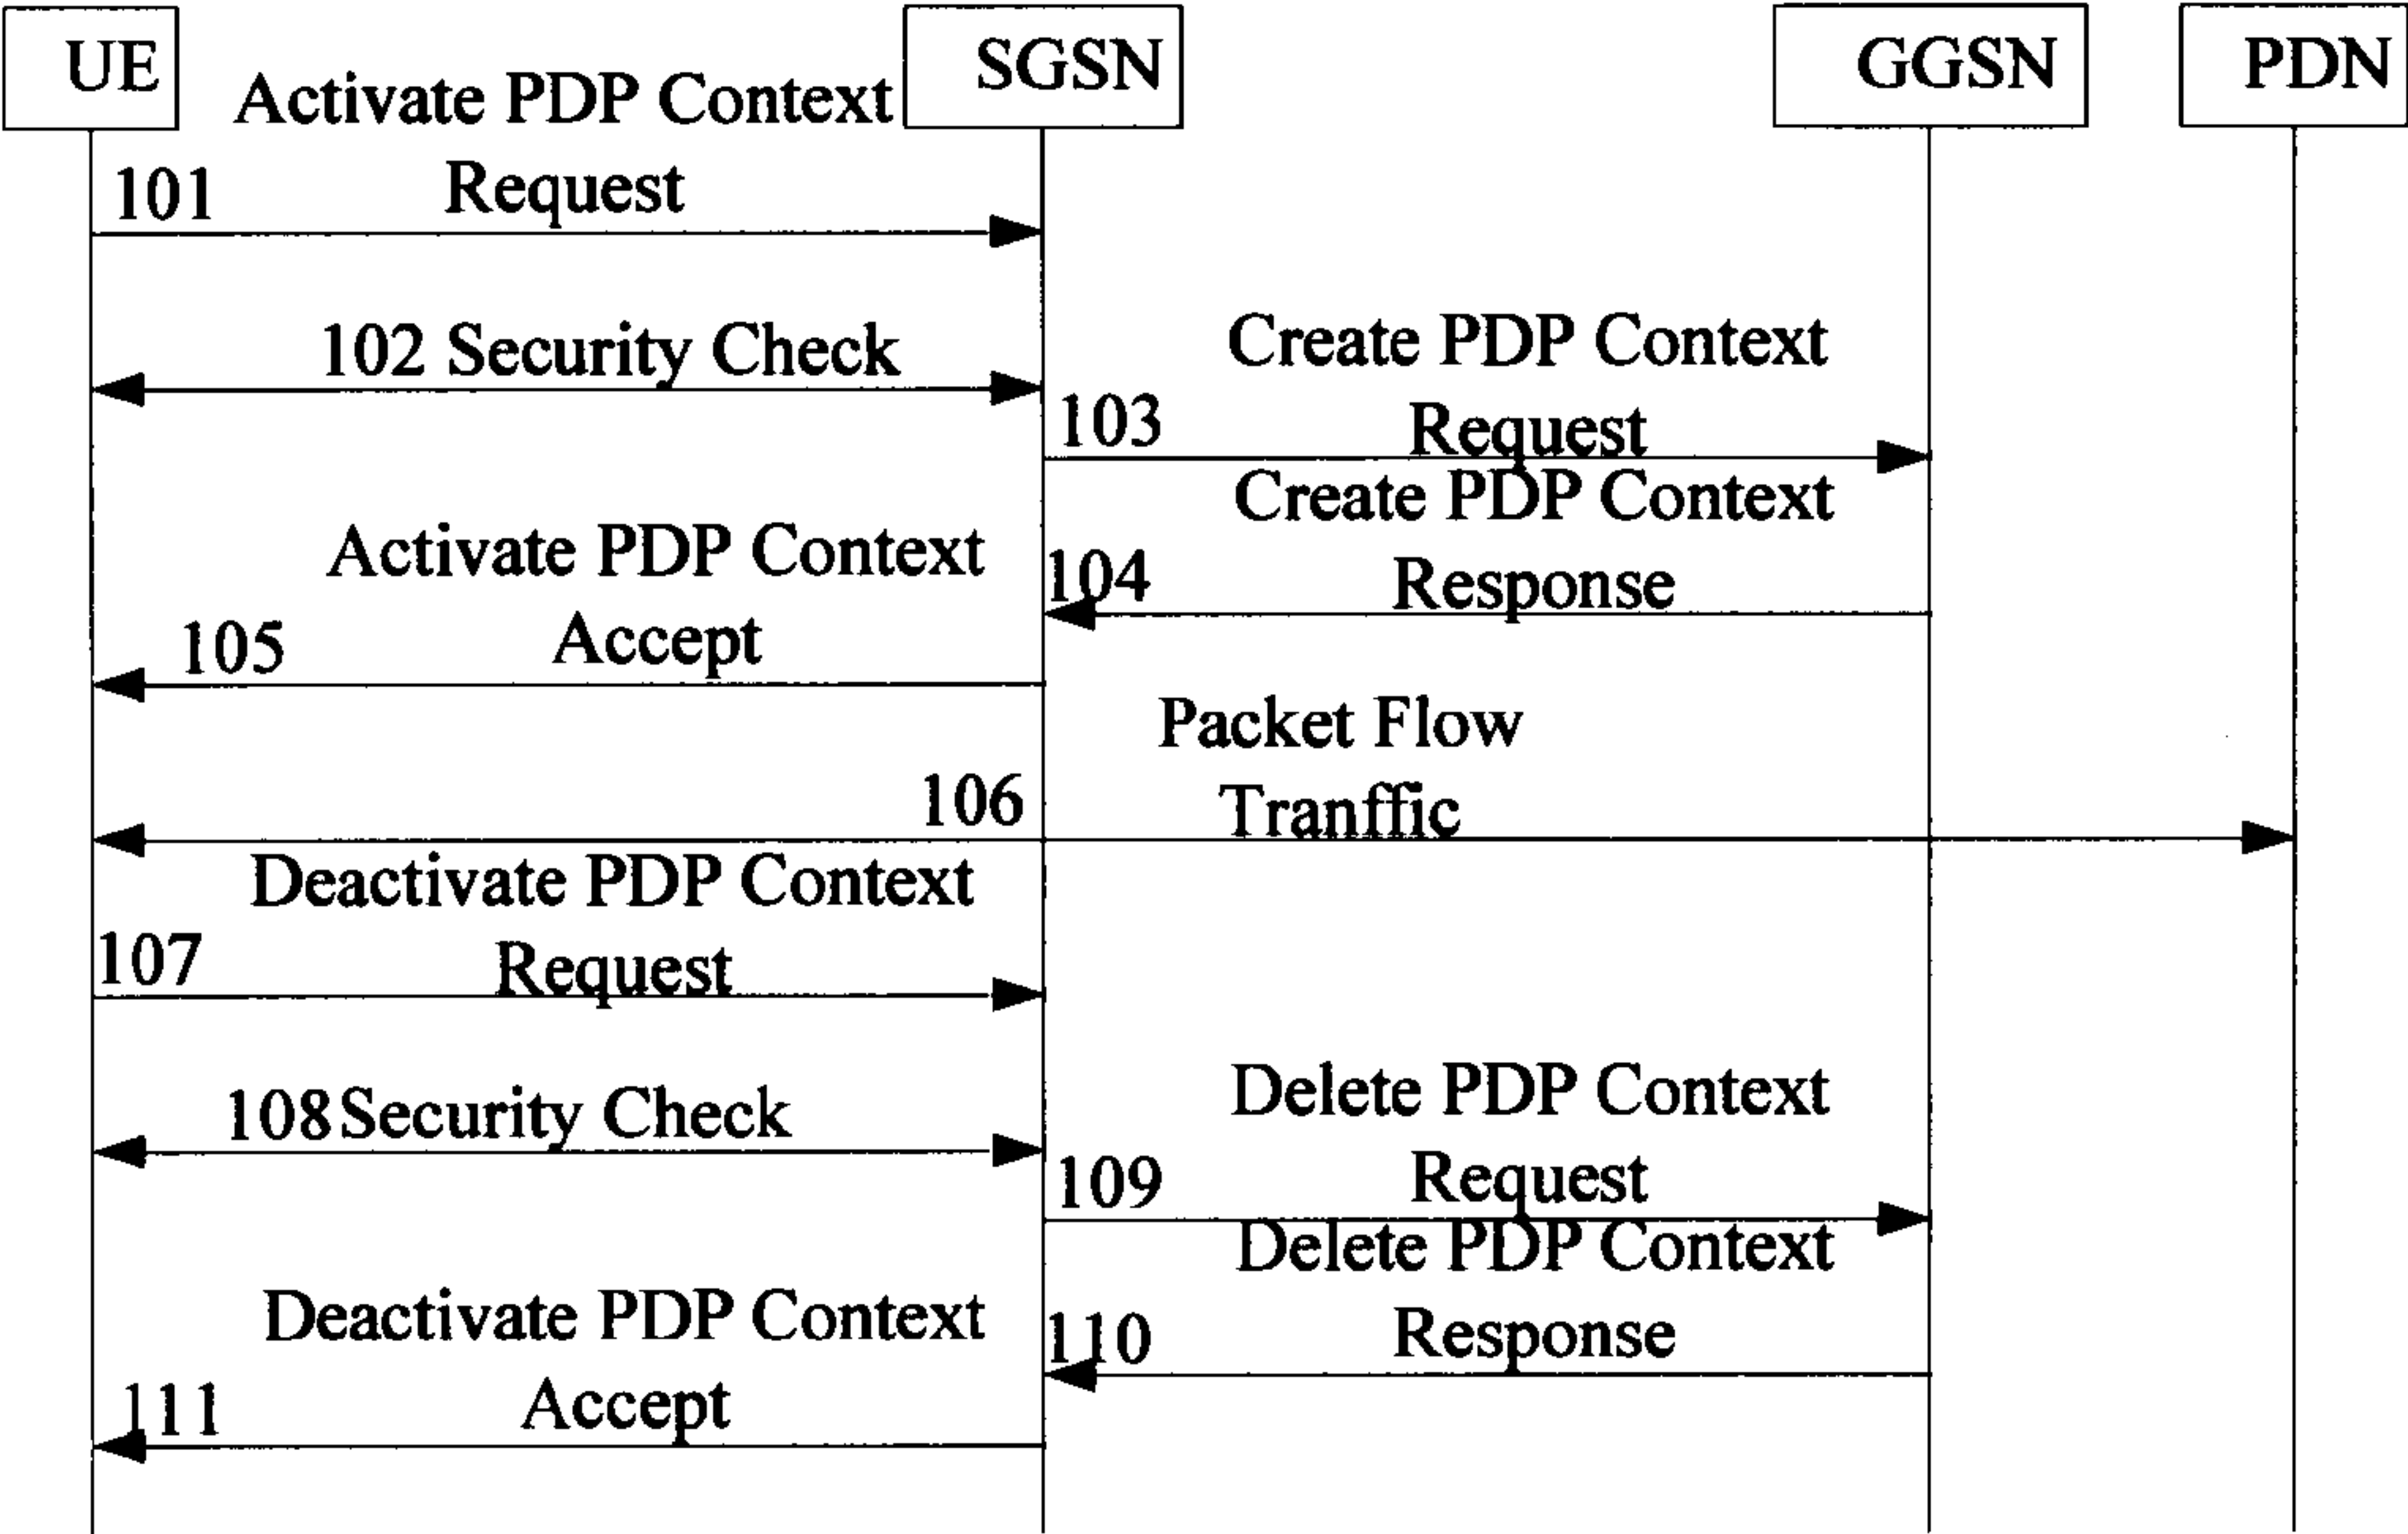 UE
SGSN
GGSN
PDN
Activate PDP Context
Request
101
102 Security Check
Create PDP Context
Request
103
Create PDP Context
Response
104
Activate PDP Context
Accept
105
Packet Flow
Tranffic
106
Deactivate PDP Context
Request
107
108 Security Check
Delete PDP Context
Request
109
Delete PDP Context
Response
110
Deactivate PDP Context
Accept
111